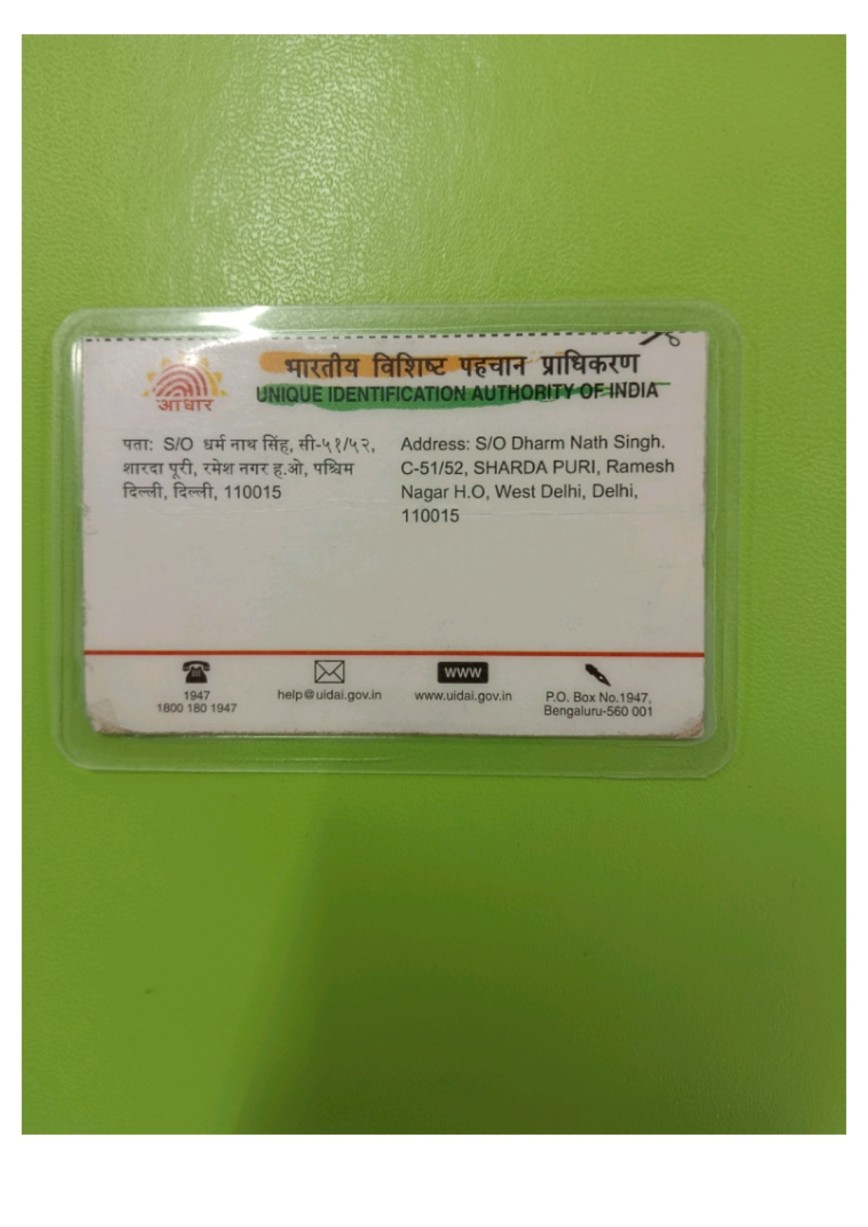 भारतीय विशिष्ट पहचान प्राधिकरण
UNIQUE IDENTIFICATION AUTHORITY OF INDIA
आधार
पता: S/O धर्म नाथ सिंह, सी-५१/५२,
शारदा पूरी, रमेश नगर ह.ओ, पश्चिम
दिल्ली, दिल्ली, 110015
Address: S/O Dharm Nath Singh,
C-51/52, SHARDA PURI, Ramesh
Nagar H.O, West Delhi, Delhi,
110015
1947
1800 180 1947
help@uidai.gov.in
WWW
www.uidai.gov.in
P.O. Box No.1947,
Bengaluru-560 001